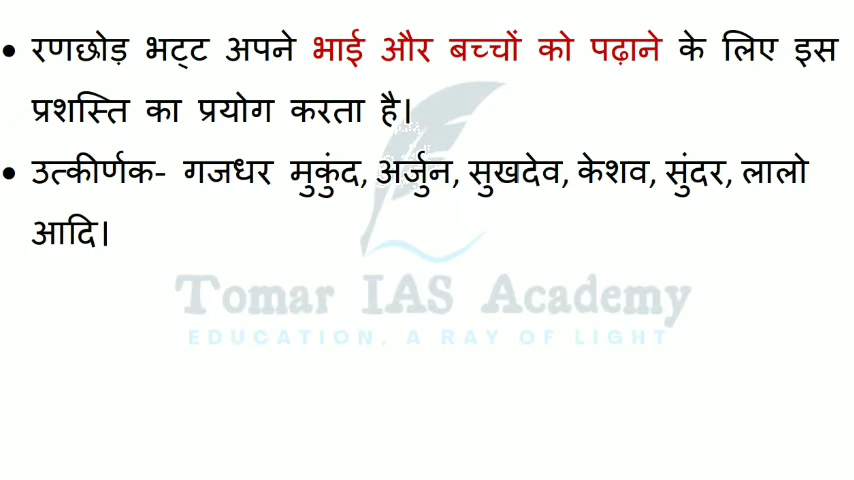 • रणछोड़ भट्ट अपने भाई और बच्चों को पढ़ाने के लिए इस
प्रशस्ति का प्रयोग करता है।
• उत्कीर्णक- गजधर मुकुंद, अर्जुन, सुखदेव, केशव, सुंदर, लालो
आदि।
Tomar IAS Academy
EDUCATION, A RAY OF LIGHT